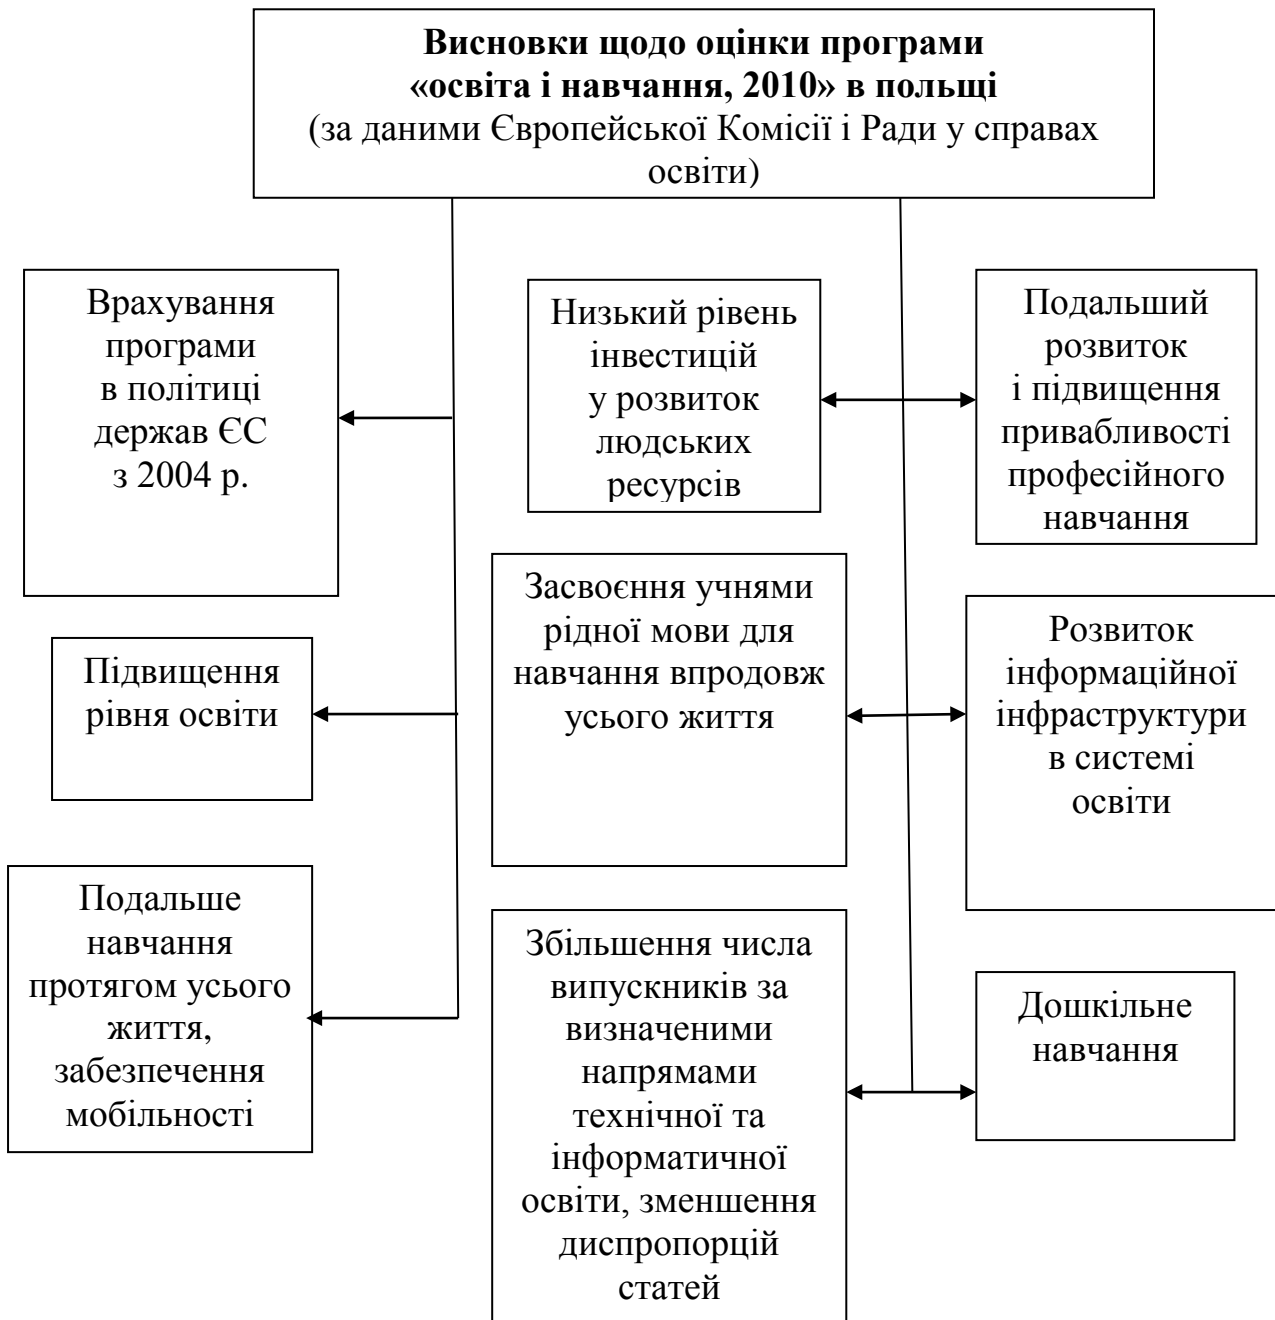 Висновки щодо оцінки програми
«освіта і навчання, 2010» в польщі
(за даними Європейської Комісії і Ради у справах
освіти)
Врахування
програми
в політиці
держав ЄС
з 2004 р.
Низький рівень
інвестицій
у розвиток
людських
ресурсів
Подальший
розвиток
і підвищення
привабливості
професійного
навчання
Підвищення
рівня освіти
Засвоєння учнями
рідної мови для
навчання впродовж
усього життя
Розвиток
інформаційної
інфраструктури
в системі
освіти
Подальше
навчання
протягом усього
життя,
забезпечення
мобільності
Збільшення числа
випускників за
визначеними
напрямами
технічної та
інформатичної
освіти, зменшення
диспропорцій
статей
Дошкільне
навчання